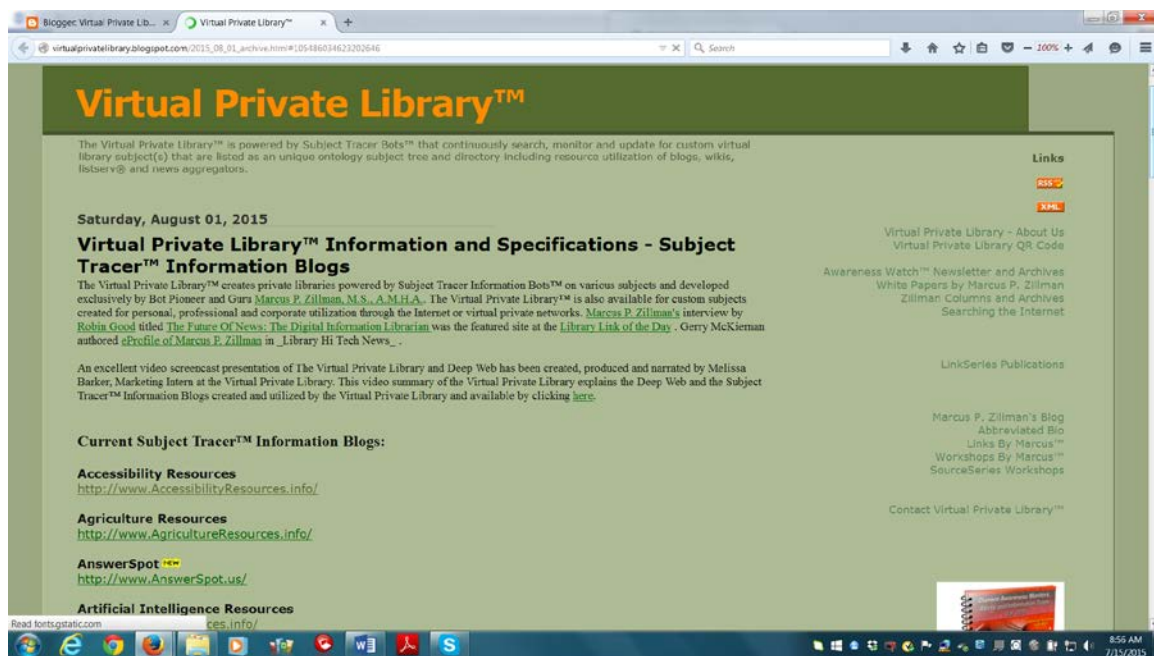 Blogger: Virtual Private Lib...
Virtual Private Library™
virtualprivatelibrary.blogspot.com/2015_08_01_archive.html#105486034623202646
Search
100%
Virtual Private Library™
The Virtual Private Library™ is powered by Subject Tracer Bots™ that continuously search, monitor and update for custom virtual
library subject(s) that are listed as an unique ontology subject tree and directory including resource utilization of blogs, wikis,
listserv® and news aggregators.
Saturday, August 01, 2015
Virtual Private Library™ Information and Specifications - Subject
Tracer™ Information Blogs
The Virtual Private Library™ creates private libraries powered by Subject Tracer Information Bots™ on various subjects and developed
exclusively by Bot Pioneer and Guru Marcus P. Zillman, M.S., A.M.H.A.. The Virtual Private Library™ is also available for custom subjects
created for personal, professional and corporate utilization through the Internet or virtual private networks. Marcus P. Zillman's interview by
Robin Good titled The Future Of News: The Digital Information Librarian was the featured site at the Library Link of the Day . Gerry McKiernan
authored eProfile of Marcus P. Zillman in _Library Hi Tech News_ .
An excellent video screencast presentation of The Virtual Private Library and Deep Web has been created, produced and narrated by Melissa
Barker, Marketing Intern at the Virtual Private Library. This video summary of the Virtual Private Library explains the Deep Web and the Subject
Tracer™ Information Blogs created and utilized by the Virtual Private Library and available by clicking here.
Current Subject Tracer™ Information Blogs:
Accessibility Resources
http://www.AccessibilityResources.info/
Agriculture Resources
http://www.AgricultureResources.info/
AnswerSpot NEW
http://www.AnswerSpot.us/
Artificial Intelligence Resources
ces.info/
Links
RSS
XML
Virtual Private Library - About Us
Virtual Private Library QR Code
Awareness Watch™ Newsletter and Archives
White Papers by Marcus P. Zillman
Zillman Columns and Archives
Searching the Internet
LinkSeries Publications
Marcus P. Zillman's Blog
Abbreviated Bio
Links By Marcus™
Workshops By Marcus™
SourceSeries Workshops
Contact Virtual Private Library™
Read fonts.gstatic.com
8:56 AM
7/15/2015